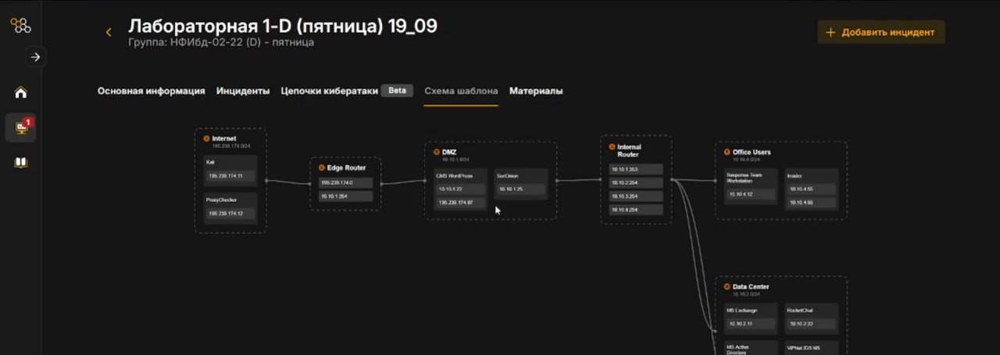 Лабораторная 1-D (пятница) 19_09
Группа: НФИбд-02-22 (D) - пятница
Добавить инцидент
1
Основная информация
Инциденты
Цепочки кибератаки Beta
Схема шаблона
Материалы
Internet
195.239.174.0/24
Kali
195.239.174.11
ProxyChecker
195.239.174.12
Edge Router
195.239.174.0
10.10.1.254
DMZ
10.10.1.0/24
CMS WordPress
10.10.1.22
195.239.174.87
SecOnion
10.10.1.25
Internal
Router
10.10.1.253
10.10.2.254
10.10.3.254
10.10.4.254
Office Users
10.10.4.0/24
Response Team
Workstation
10.10.4.12
Insider
10.10.4.55
Data Center
10.10.2.0/24
MS Exchange
10.10.2.11
RocketChat
10.10.2.22
MS Active
Directory
ViPNet IDS NS